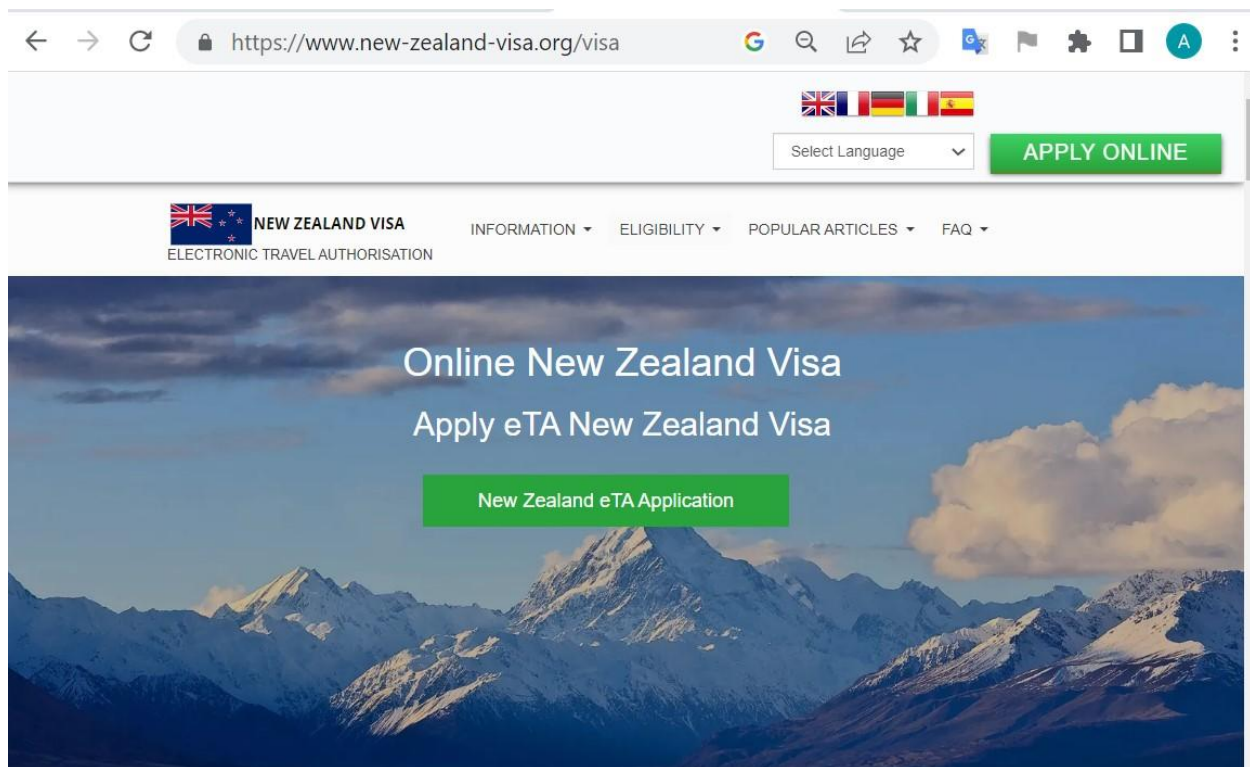 https://www.new-zealand-visa.org/visa
A
Select Language
APPLY ONLINE
NEW ZEALAND VISA
ELECTRONIC TRAVEL AUTHORISATION
INFORMATION ELIGIBILITY POPULAR ARTICLES FAQ
Online New Zealand Visa
Apply eTA New Zealand Visa
New Zealand eTA Application